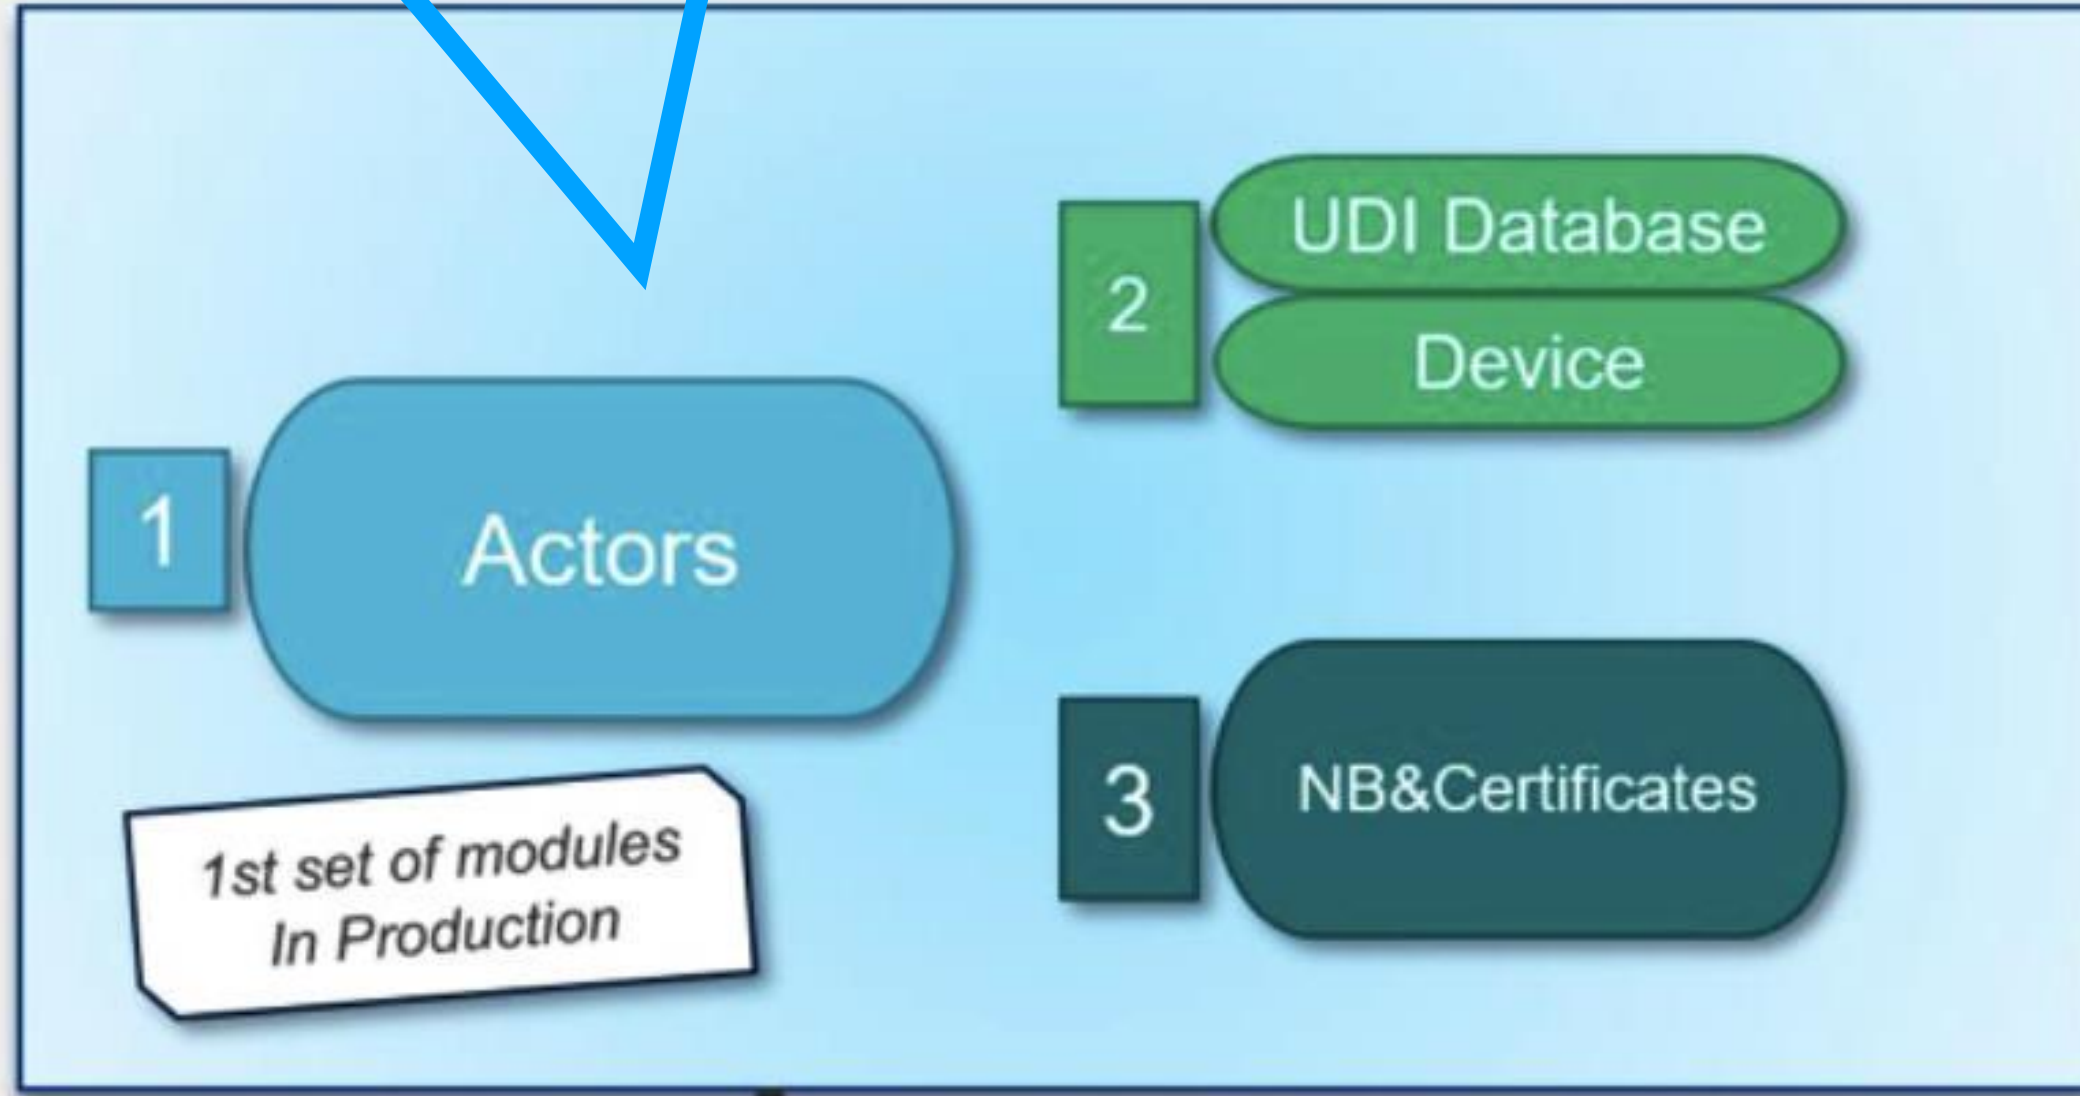 1
Actors
1st set of modules
In Production
2
UDI Database
Device
3
NB&Certificates